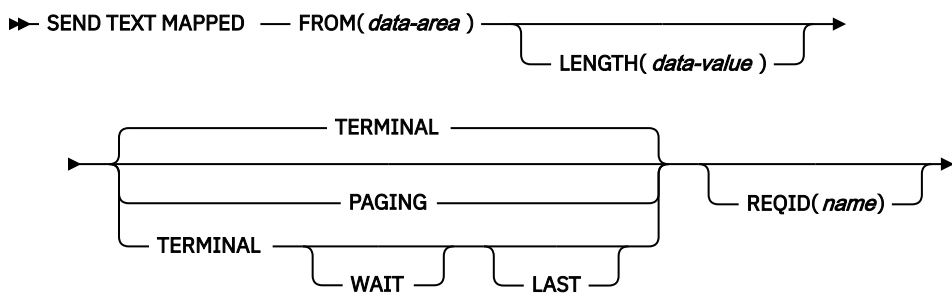 SEND TEXT MAPPED FROM( data-area )
LENGTH( data-value )
TERMINAL
PAGING
REQID( name)
TERMINAL
WAIT
LAST